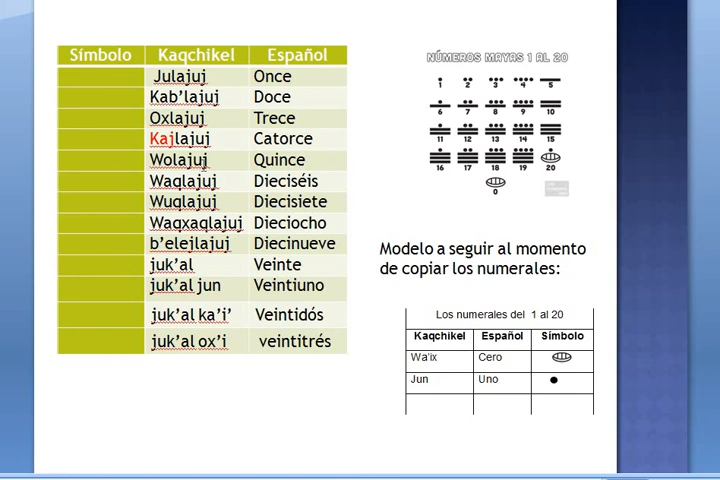 Símbolo Kaqchikel Español
Julajuj Once
Kab’lajuj Doce
Oxlajuj Trece
Kajlajuj Catorce
Wolajuj Quince
Waqlajuj Dieciséis
Wuqlajuj Diecisiete
Waqxaqlajuj Dieciocho
b’elejlajuj Diecinueve
juk’al Veinte
juk’al jun Veintiuno
juk’al ka’i’ Veintidós
juk’al ox’i veintitrés
NÚMEROS MAYAS 1 AL 20
1 2 3 4 5
6 7 8 9 10
11 12 13 14 15
16 17 18 19 20
0
Modelo a seguir al momento
de copiar los numerales:
Los numerales del 1 al 20
Kaqchikel Español Símbolo
Wa’ix Cero
Jun Uno